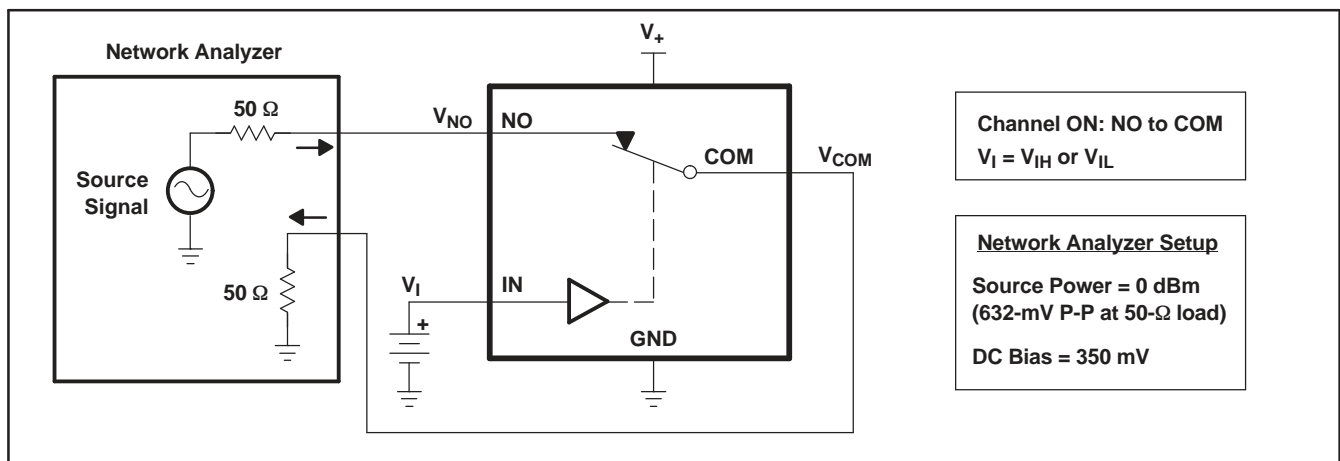 V+
Network Analyzer
50 Ω
VNO
NO
COM
VCOM
Source
Signal
50 Ω
VI
IN
+
GND
Channel ON: NO to COM
VI = VIH or VIL
Network Analyzer Setup
Source Power = 0 dBm
(632-mV P-P at 50-Ω load)
DC Bias = 350 mV